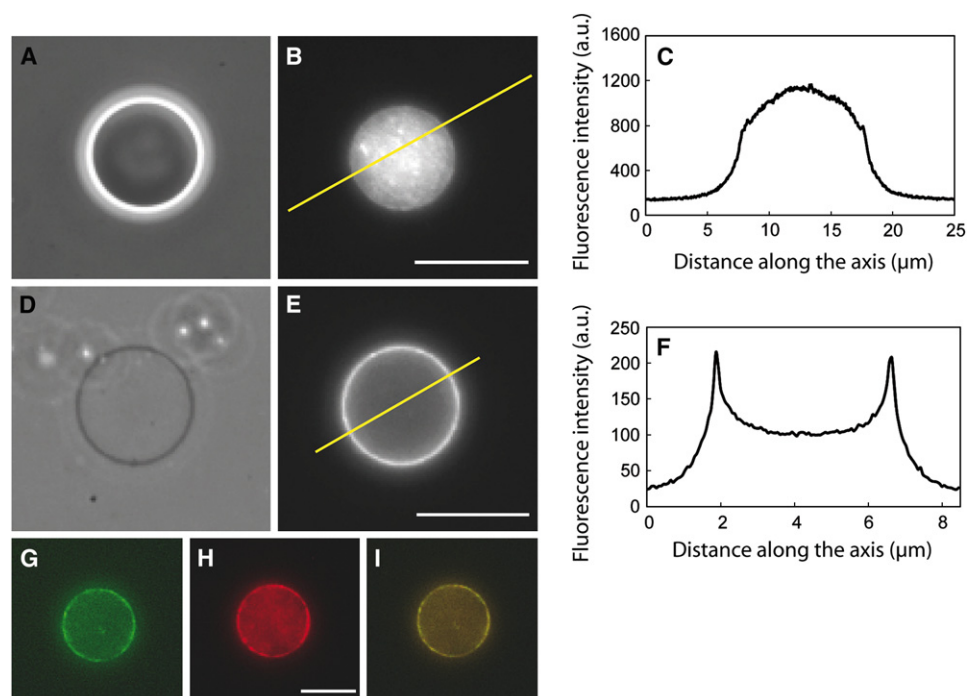 A
B
C
Fluorescence intensity (a.u.)
1600
1200
800
400
0
0 5 10 15 20 25
Distance along the axis (µm)
D
E
F
Fluorescence intensity (a.u.)
250
200
150
100
50
0
0 2 4 6 8
Distance along the axis (µm)
G
H
I